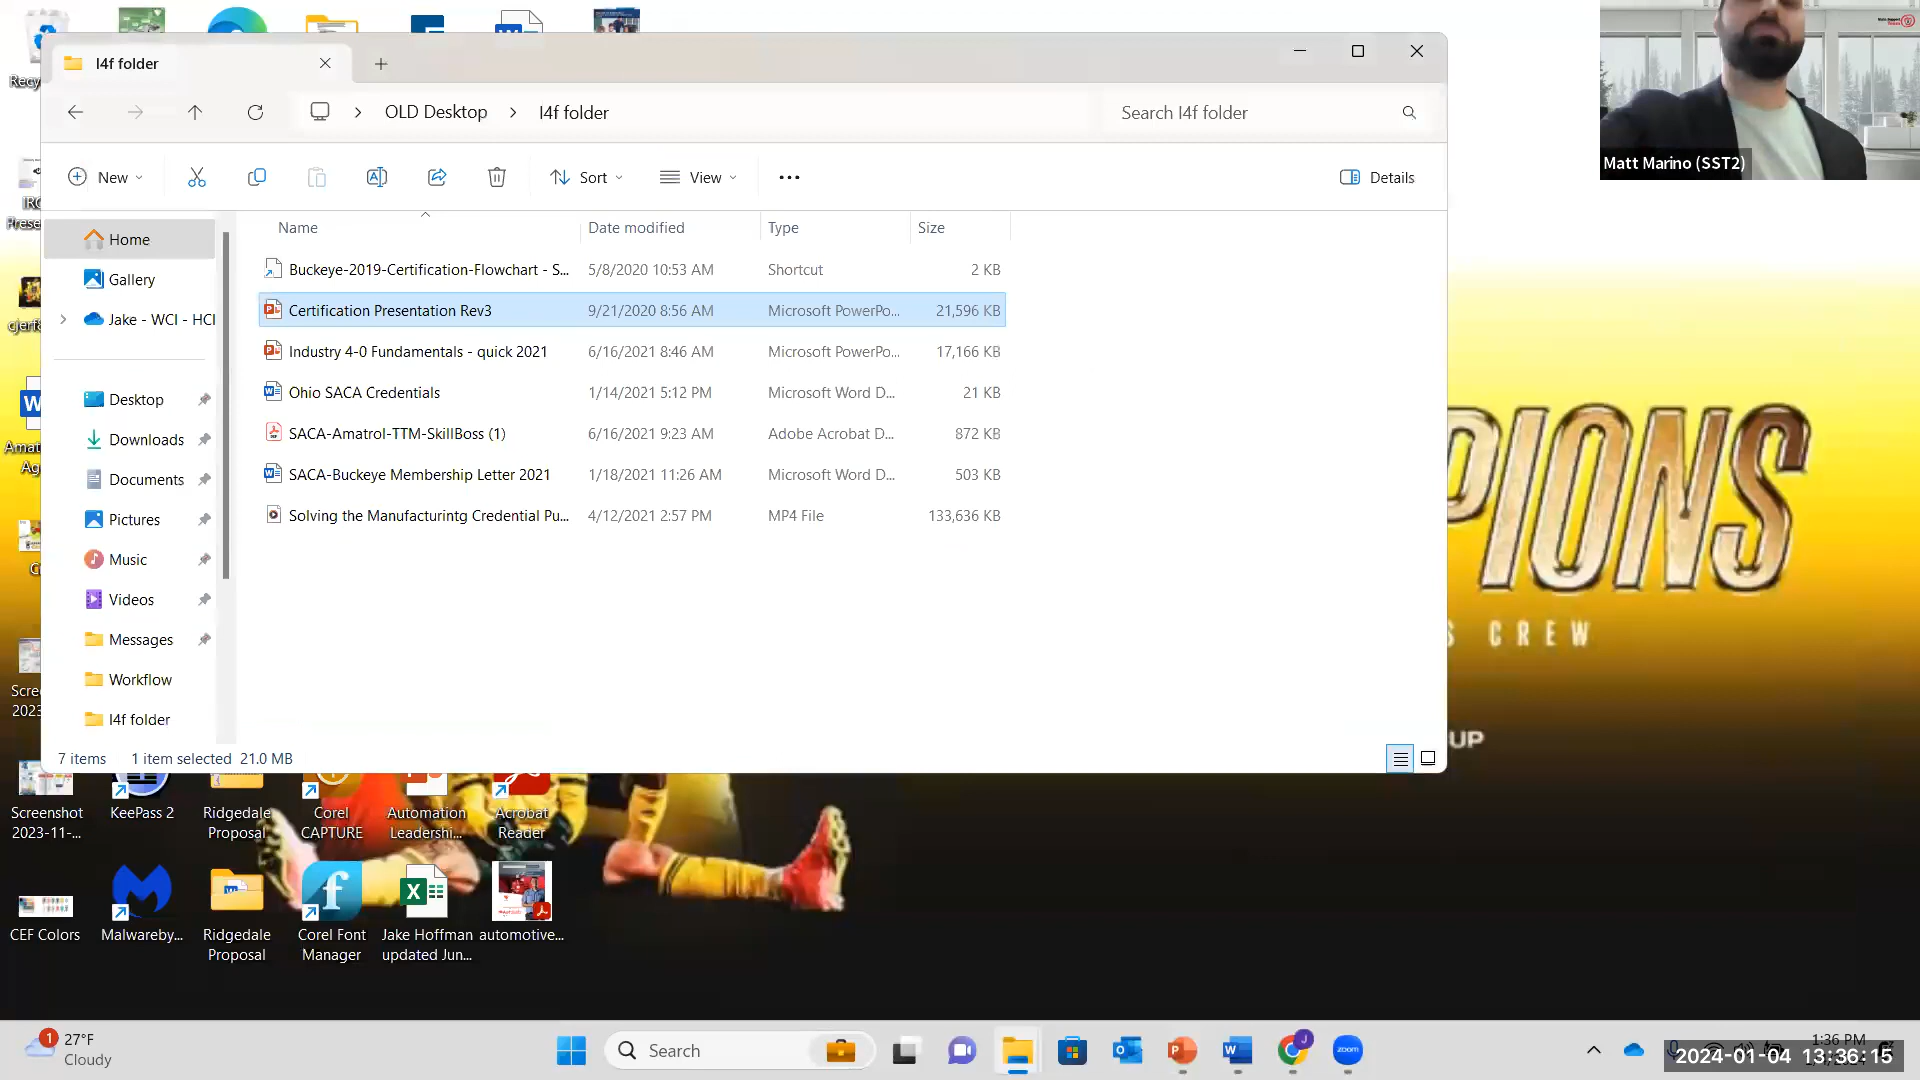 I4f folder
OLD Desktop
I4f folder
Search I4f folder
New
Sort
View
Details
Home
Gallery
Jake - WCI - HCI
Desktop
Downloads
Documents
Pictures
Music
Videos
Messages
Workflow
I4f folder
Name Date modified Type Size
Buckeye-2019-Certification-Flowchart - S... 5/8/2020 10:53 AM Shortcut 2 KB
Certification Presentation Rev3 9/21/2020 8:56 AM Microsoft PowerPo... 21,596 KB
Industry 4-0 Fundamentals - quick 2021 6/16/2021 8:46 AM Microsoft PowerPo... 17,166 KB
Ohio SACA Credentials 1/14/2021 5:12 PM Microsoft Word D... 21 KB
SACA-Amatrol-TTM-SkillBoss (1) 6/16/2021 9:23 AM Adobe Acrobat D... 872 KB
SACA-Buckeye Membership Letter 2021 1/18/2021 11:26 AM Microsoft Word D... 503 KB
Solving the Manufacturintg Credential Pu... 4/12/2021 2:57 PM MP4 File 133,636 KB
7 items 1 item selected 21.0 MB
Matt Marino (SST2)
PIONS
S CREW
UP
Screenshot
2023-11-...
KeePass 2
Ridgedale
Proposal
Corel
CAPTURE
Automation
Leadershi...
Acrobat
Reader
CEF Colors
Malwareby...
Ridgedale
Proposal
Corel Font
Manager
Jake Hoffman
updated Jun...
automotive...
1
27°F
Cloudy
Search
zoom
1:36 PM
2024-01-04 13:36:15